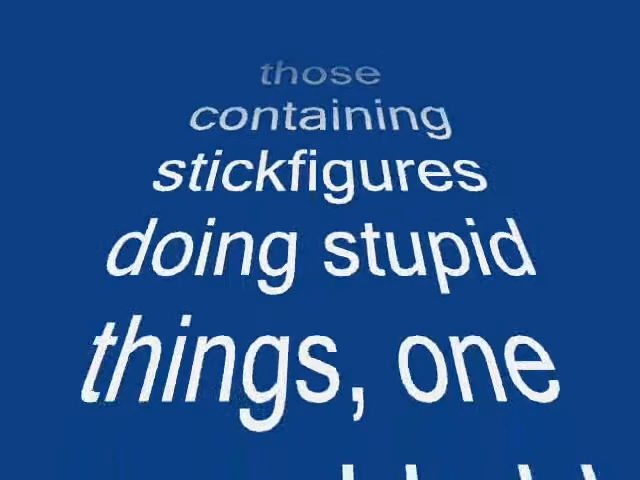 those
containing
stickfigures
doing stupid
things, one